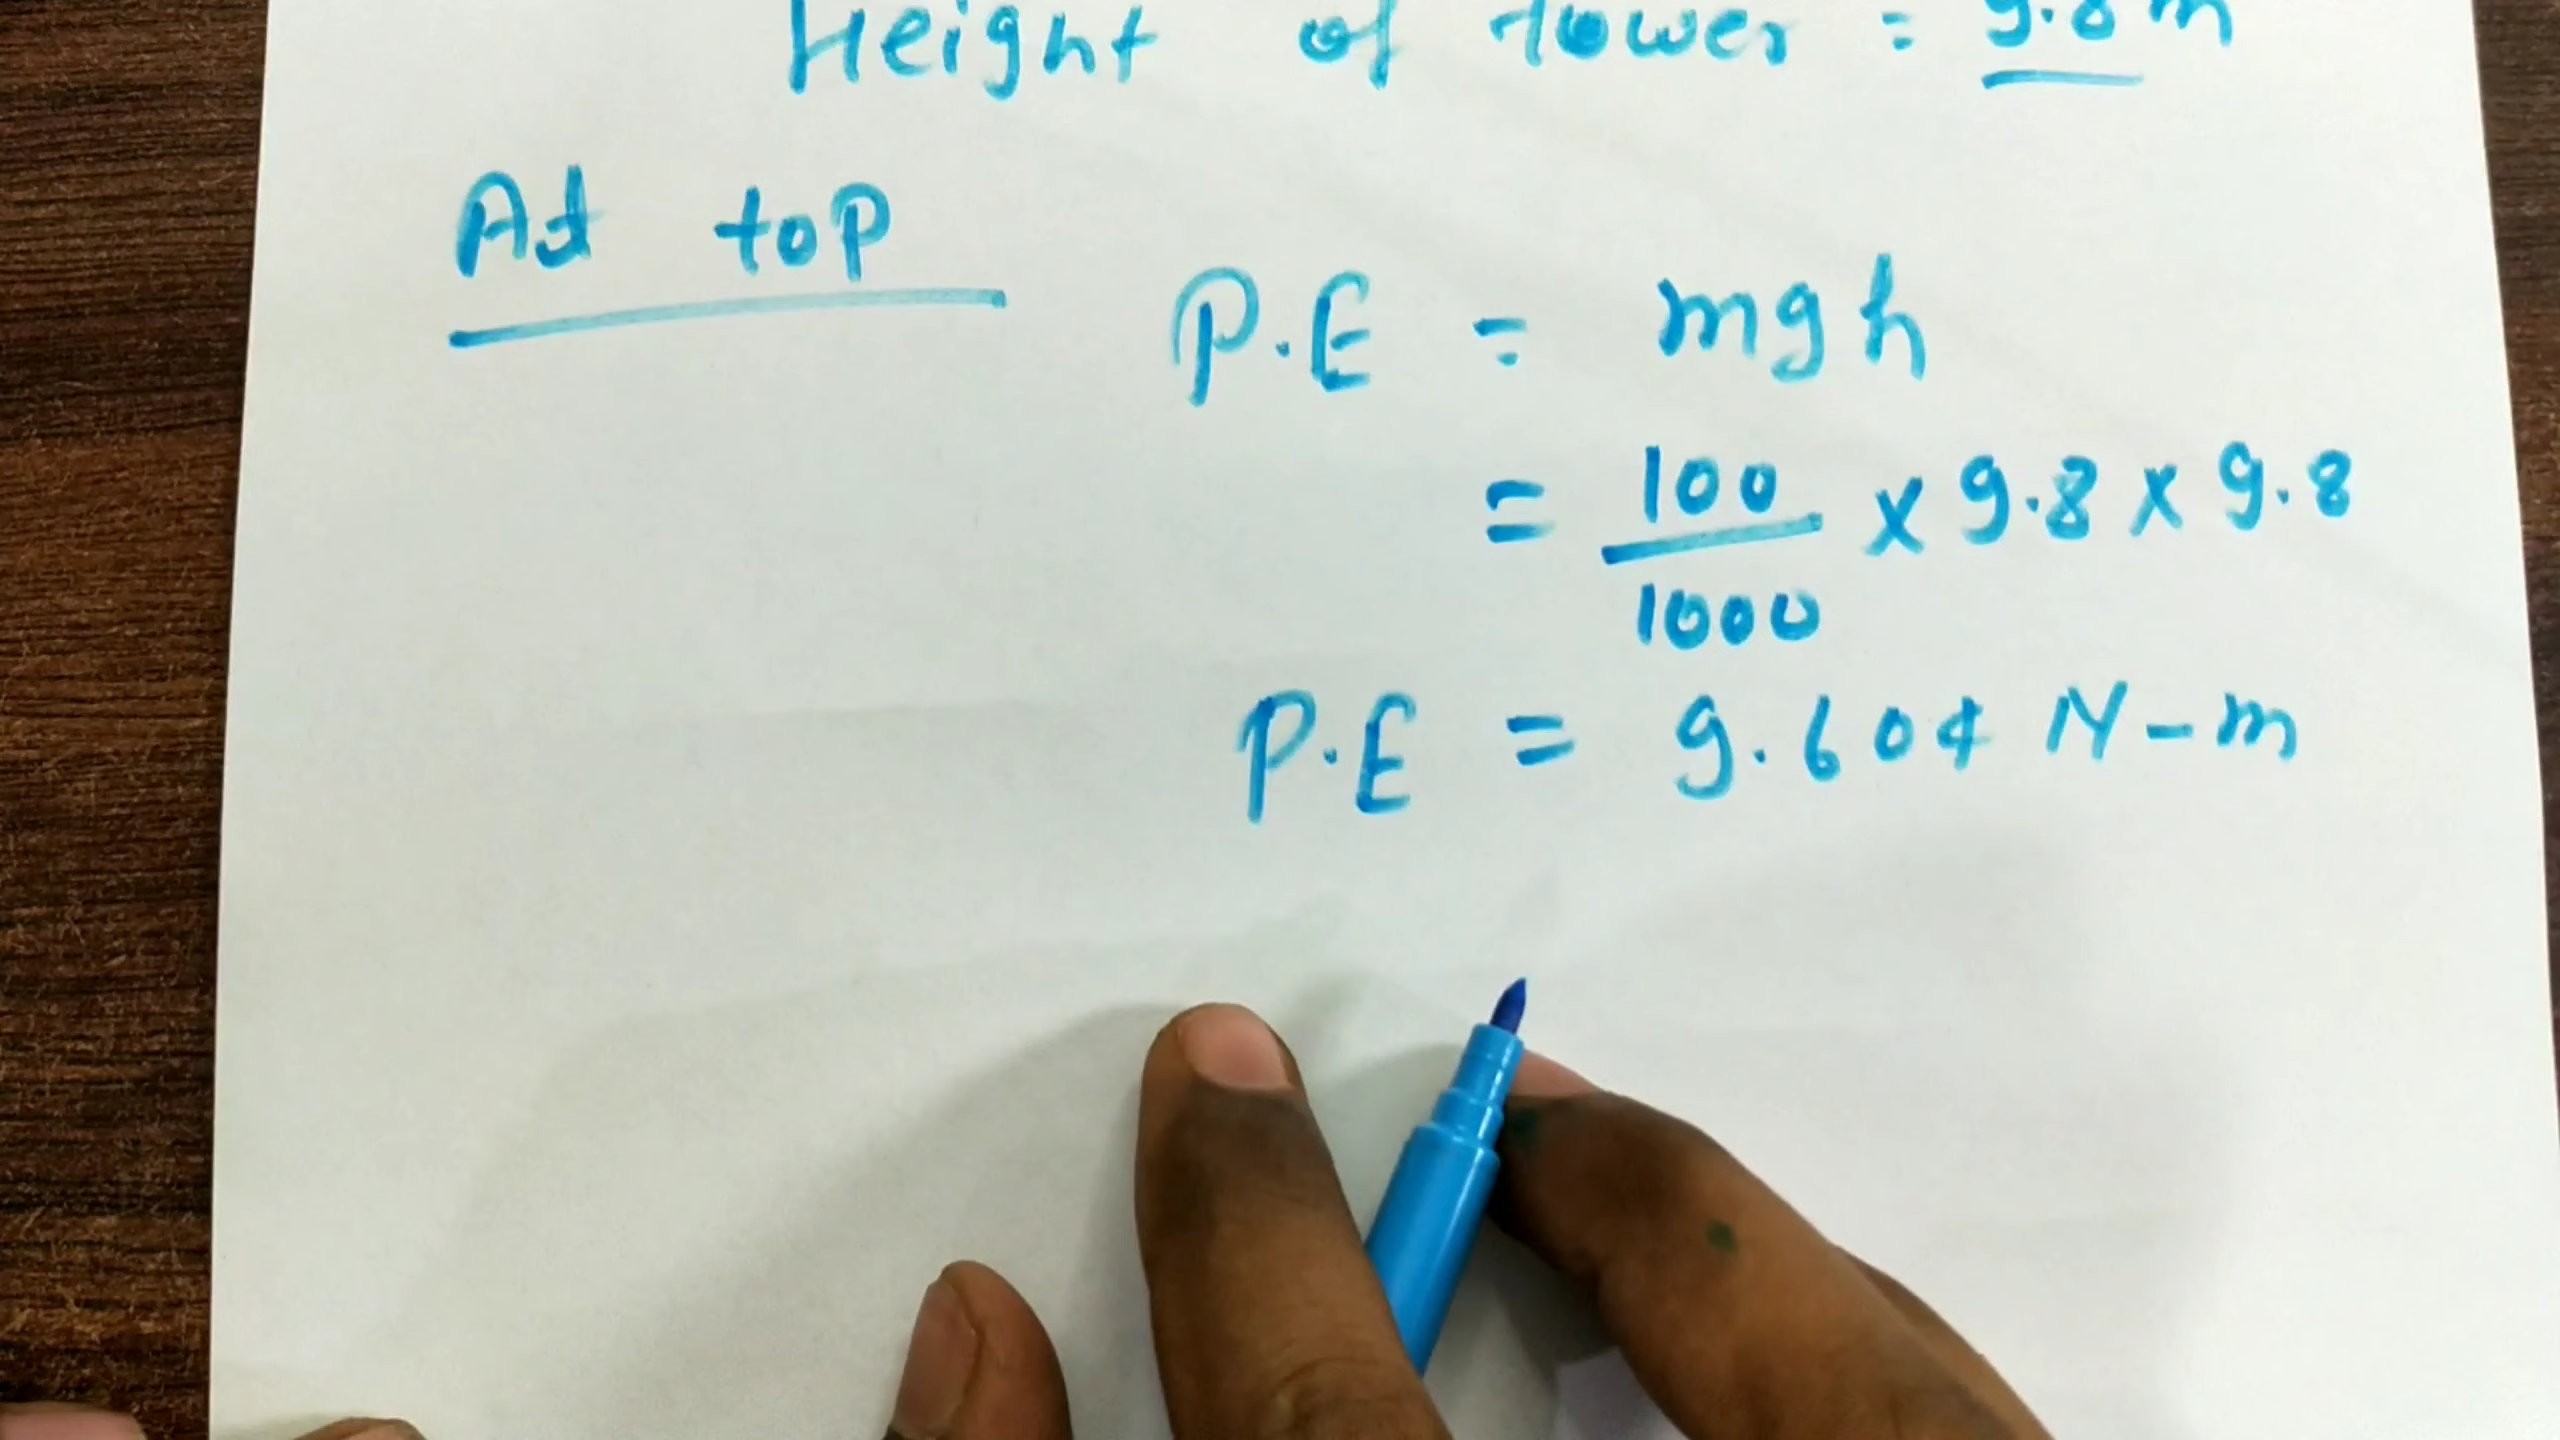 Height of tower = 9.8 m
At top
P.E = mgh
= 100/1000 x 9.8 x 9.8
P.E = 9.604 N-m